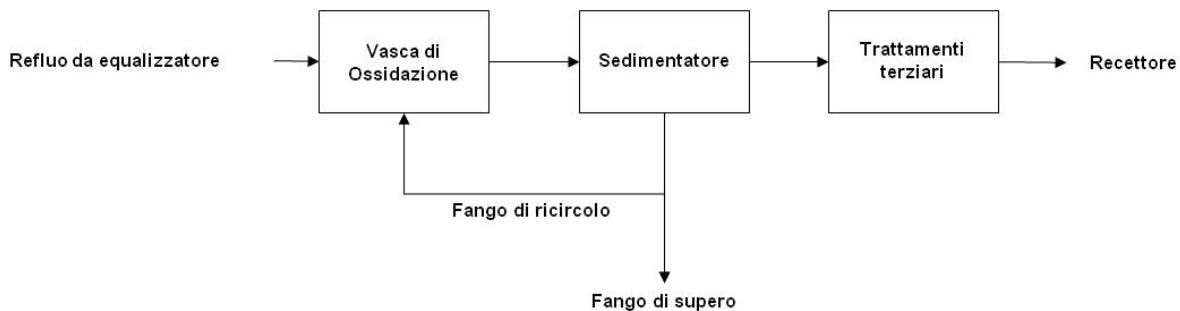 Refluo da equalizzatore
Vasca di
Ossidazione
Sedimentatore
Trattamenti
terziari
Recettore
Fango di ricircolo
Fango di supero